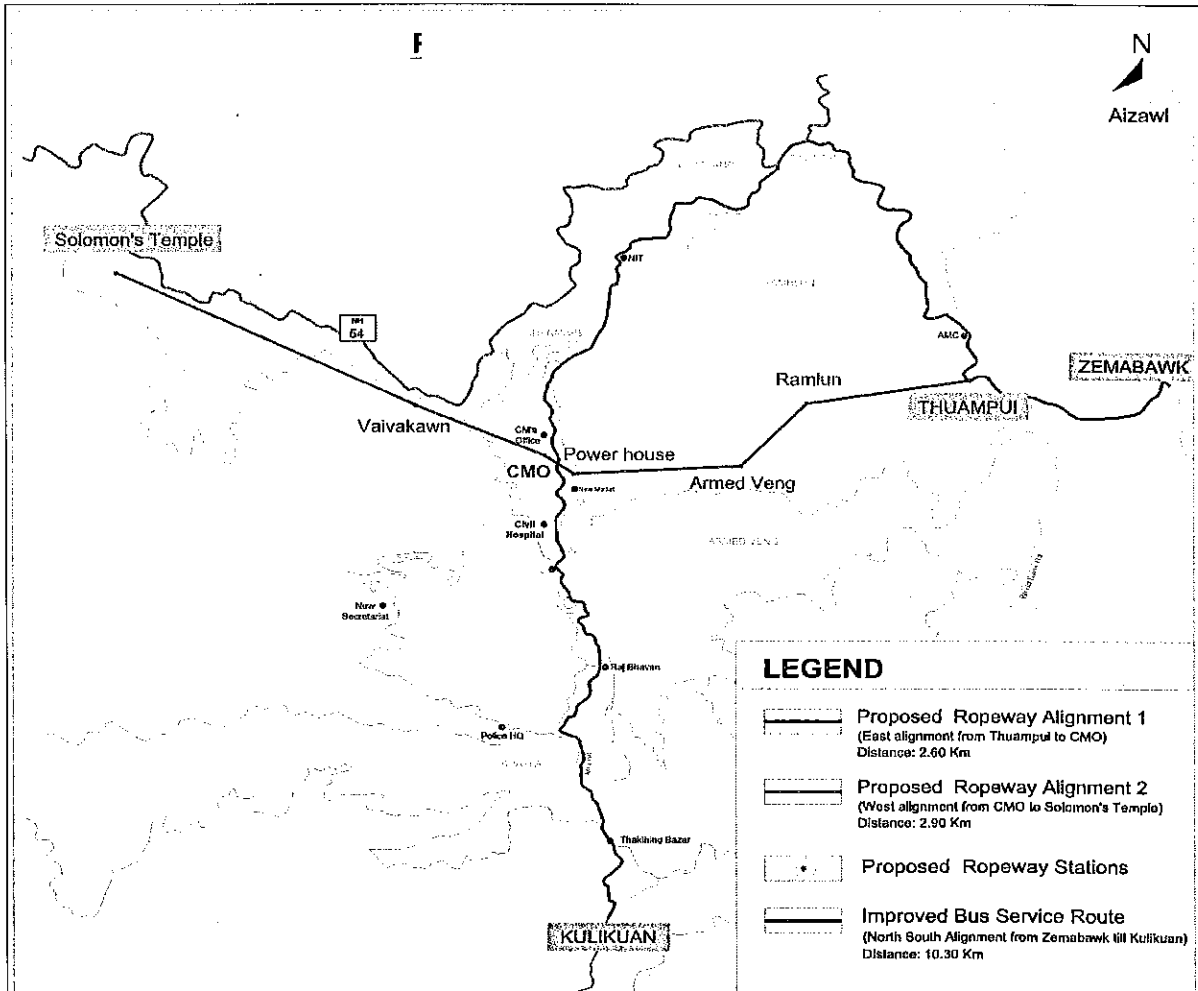 N
Aizawl
Solomon's Temple
NH
54
NIT
AMC
ZEMABAWK
Ramlun
THUAMPUI
Vaivakawn
CM's
Office
Power house
CMO
New Market
Armed Veng
Civil
Hospital
ARMED VENG
New
Secretariat
Raj Bhavan
Police HQ
Thakthing Bazar
KULIKUAN
LEGEND
Proposed Ropeway Alignment 1
(East alignment from Thuampui to CMO)
Distance: 2.60 Km
Proposed Ropeway Alignment 2
(West alignment from CMO to Solomon's Temple)
Distance: 2.90 Km
Proposed Ropeway Stations
Improved Bus Service Route
(North South Alignment from Zemabawk till Kulikuan)
Distance: 10.30 Km